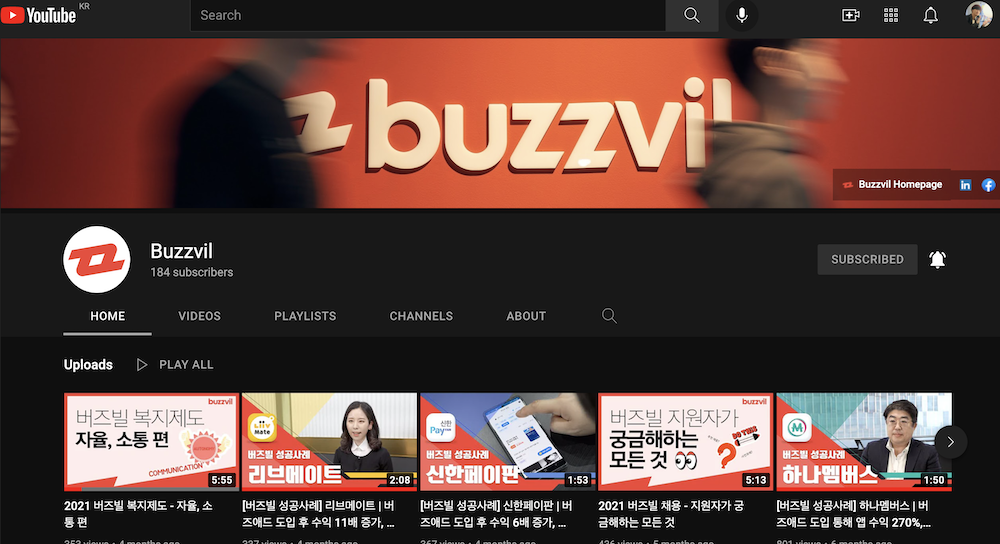 YouTube KR
Search
buzzvil
Buzzvil Homepage
Buzzvil
184 subscribers
SUBSCRIBED
HOME
VIDEOS
PLAYLISTS
CHANNELS
ABOUT
Uploads
PLAY ALL
buzzvil
버즈빌 복지제도
자율, 소통 편
COMMUNICATION
5:55
2021 버즈빌 복지제도 - 자율, 소
통 편
Liiv
Mate
버즈빌 성공사례
리브메이트
2:08
[버즈빌 성공사례] 리브메이트 | 버
즈애드 도입 후 수익 11배 증가, ...
신한
Pay
버즈빌 성공사례
신한페이판
1:53
[버즈빌 성공사례] 신한페이판 | 버
즈애드 도입 후 수익 6배 증가, ...
buzzvil
버즈빌 지원자가
궁금해하는
모든 것
5:13
2021 버즈빌 채용 - 지원자가 궁
금해하는 모든 것
버즈빌 성공사례
하나멤버스
1:50
[버즈빌 성공사례] 하나멤버스 | 버
즈애드 도입 통해 앱 수익 270%,...